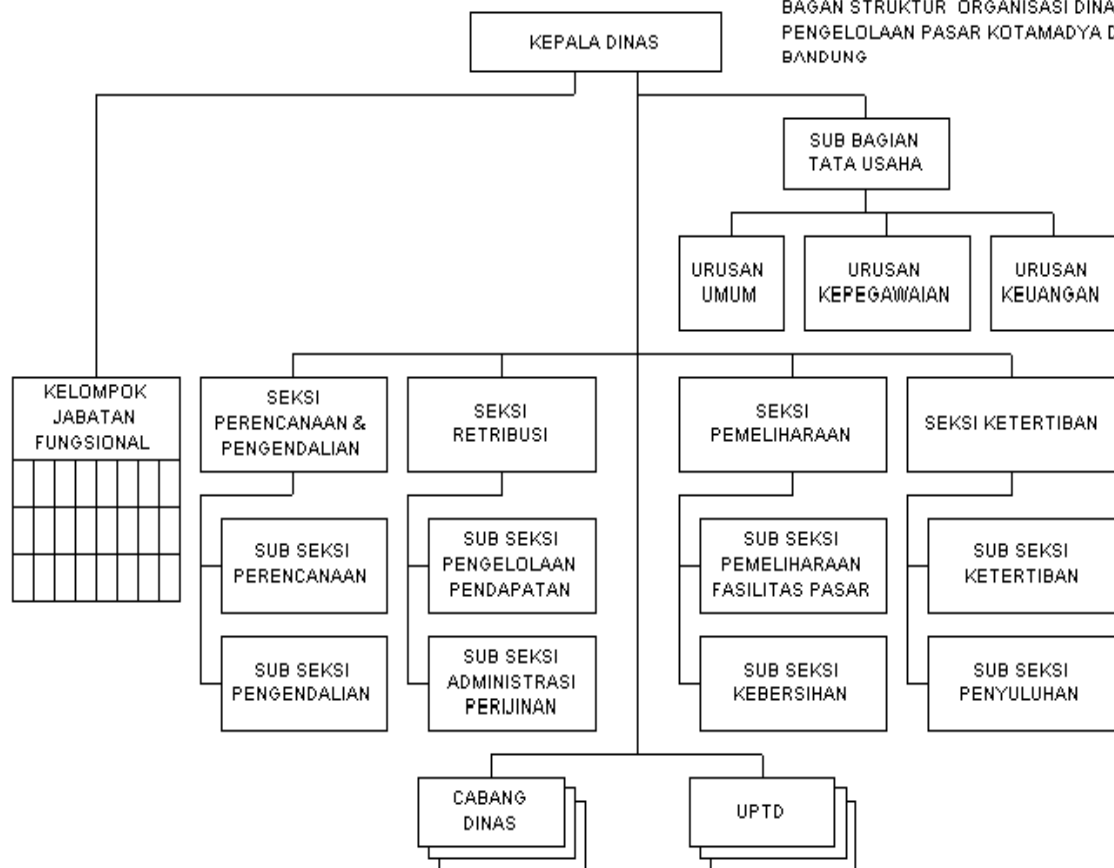 BAGAN STRUKTUR ORGANISASI DINA
PENGELOLAAN PASAR KOTAMADYA D
BANDUNG
KEPALA DINAS
SUB BAGIAN
TATA USAHA
URUSAN
UMUM
URUSAN
KEPEGAWAIAN
URUSAN
KEUANGAN
KELOMPOK
JABATAN
FUNGSIONAL
SEKSI
PERENCANAAN &
PENGENDALIAN
SEKSI
RETRIBUSI
SEKSI
PEMELIHARAAN
SEKSI KETERTIBAN
SUB SEKSI
PERENCANAAN
SUB SEKSI
PENGELOLAAN
PENDAPATAN
SUB SEKSI
PEMELIHARAAN
FASILITAS PASAR
SUB SEKSI
KETERTIBAN
SUB SEKSI
PENGENDALIAN
SUB SEKSI
ADMINISTRASI
PERIJINAN
SUB SEKSI
KEBERSIHAN
SUB SEKSI
PENYULUHAN
CABANG
DINAS
UPTD